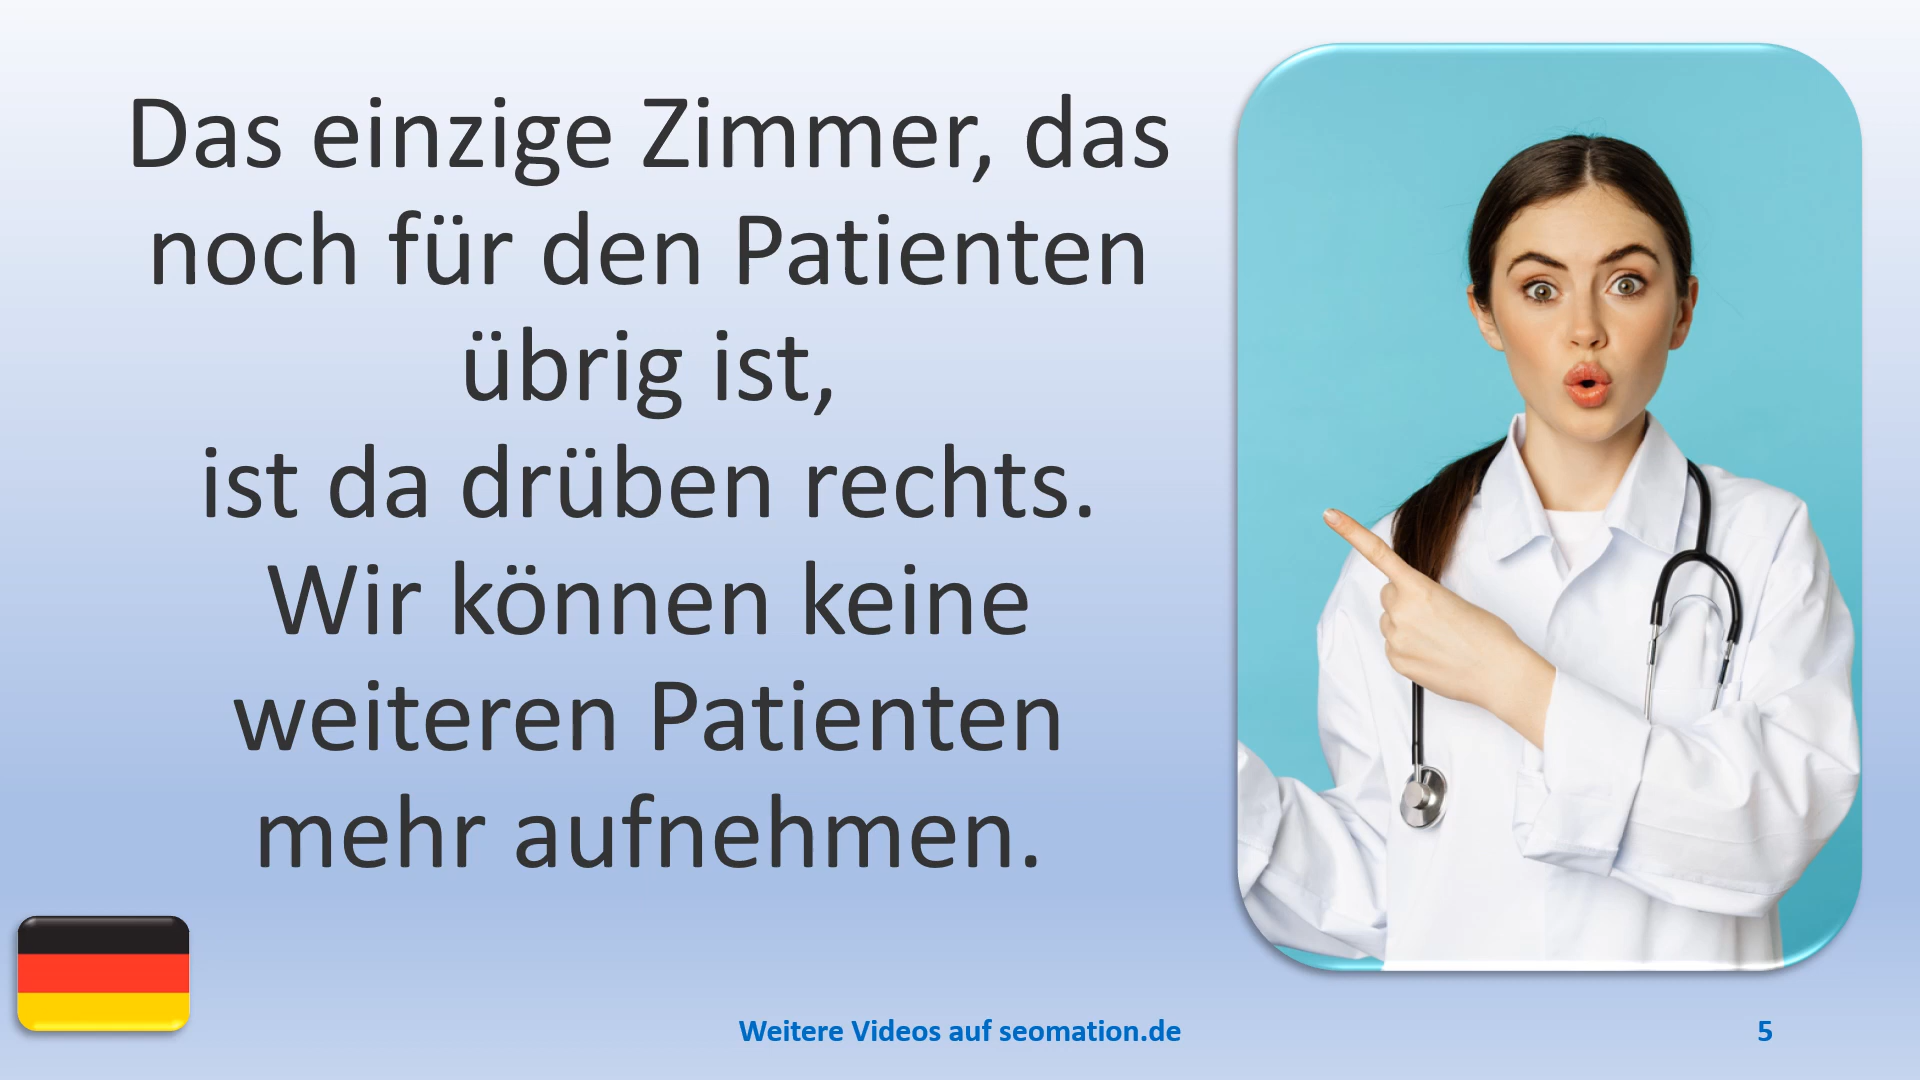 Das einzige Zimmer, das
noch für den Patienten
übrig ist,
ist da drüben rechts.
Wir können keine
weiteren Patienten
mehr aufnehmen.
Weitere Videos auf seomation.de
5